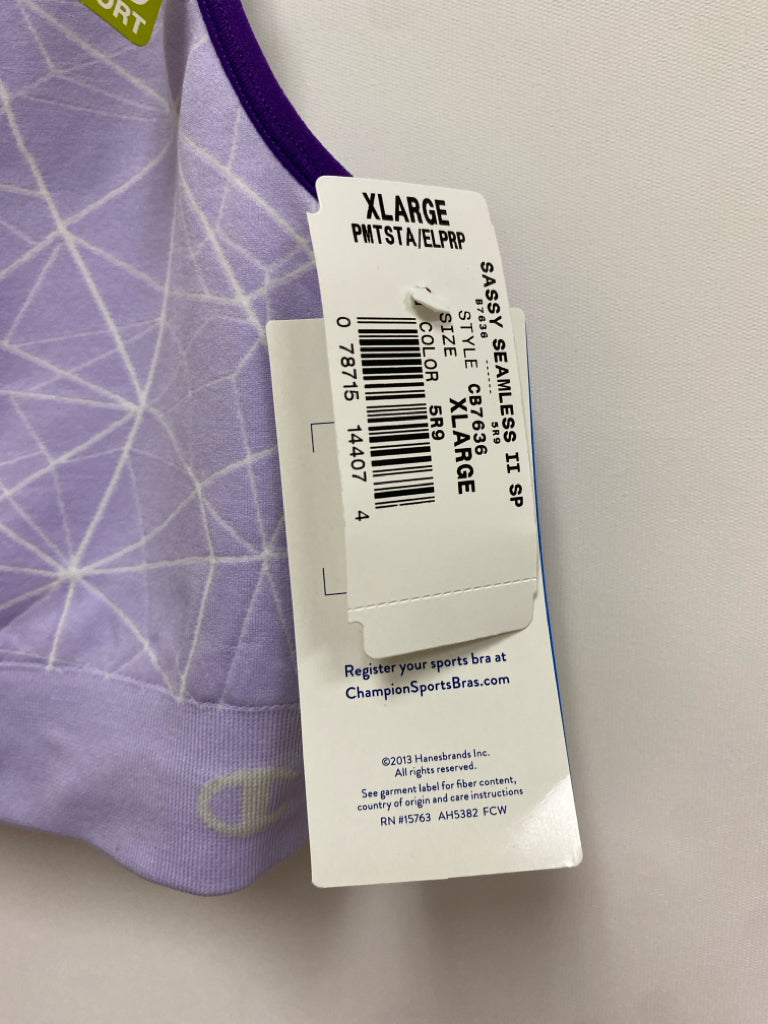 ORT
XLARGE
PMTSTA/ELPRP
SASSY SEAMLESS II SP
B7636 ------ 5R9
STYLE CB7636
SIZE XLARGE
COLOR 5R9
0 78715 14407 4
Register your sports bra at
ChampionSportsBras.com
©2013 Hanesbrands Inc.
All rights reserved.
See garment label for fiber content,
country of origin and care instructions
RN #15763 AH5382 FCW